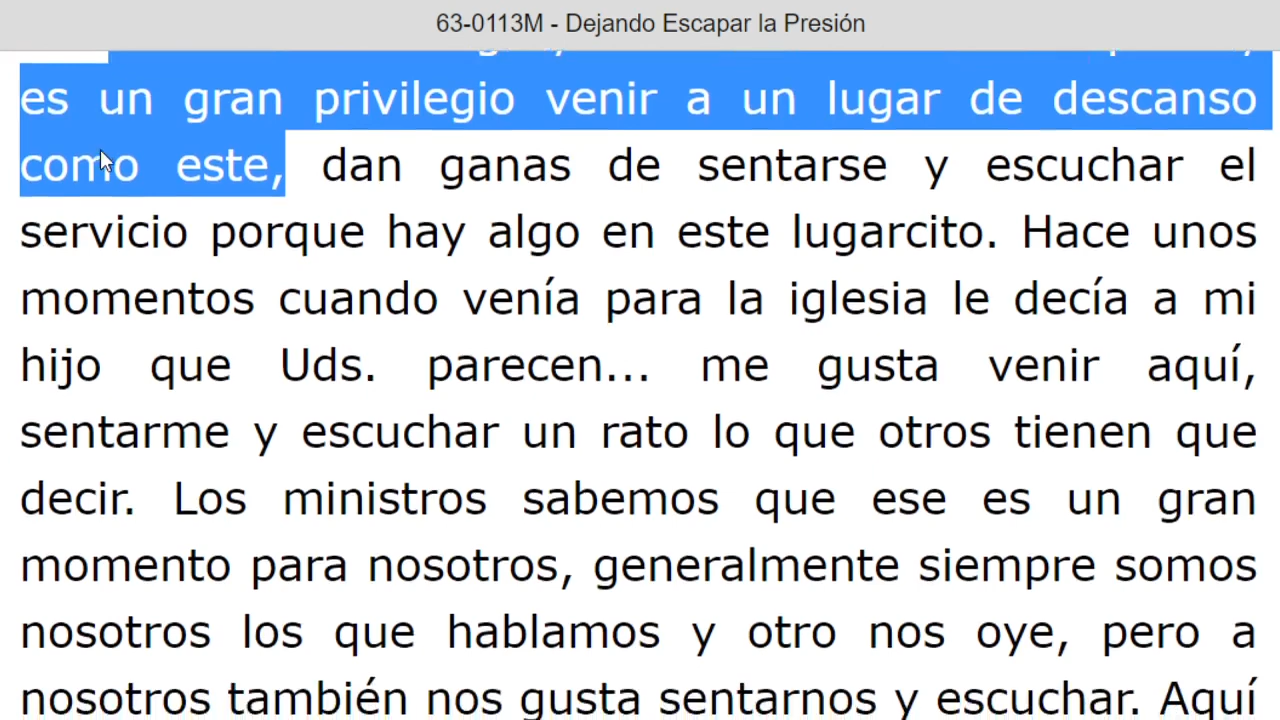 63-0113M - Dejando Escapar la Presión
es un gran privilegio venir a un lugar de descanso
como este, dan ganas de sentarse y escuchar el
servicio porque hay algo en este lugarcito. Hace unos
momentos cuando venía para la iglesia le decía a mi
hijo que Uds. parecen... me gusta venir aquí,
sentarme y escuchar un rato lo que otros tienen que
decir. Los ministros sabemos que ese es un gran
momento para nosotros, generalmente siempre somos
nosotros los que hablamos y otro nos oye, pero a
nosotros también nos gusta sentarnos y escuchar. Aquí